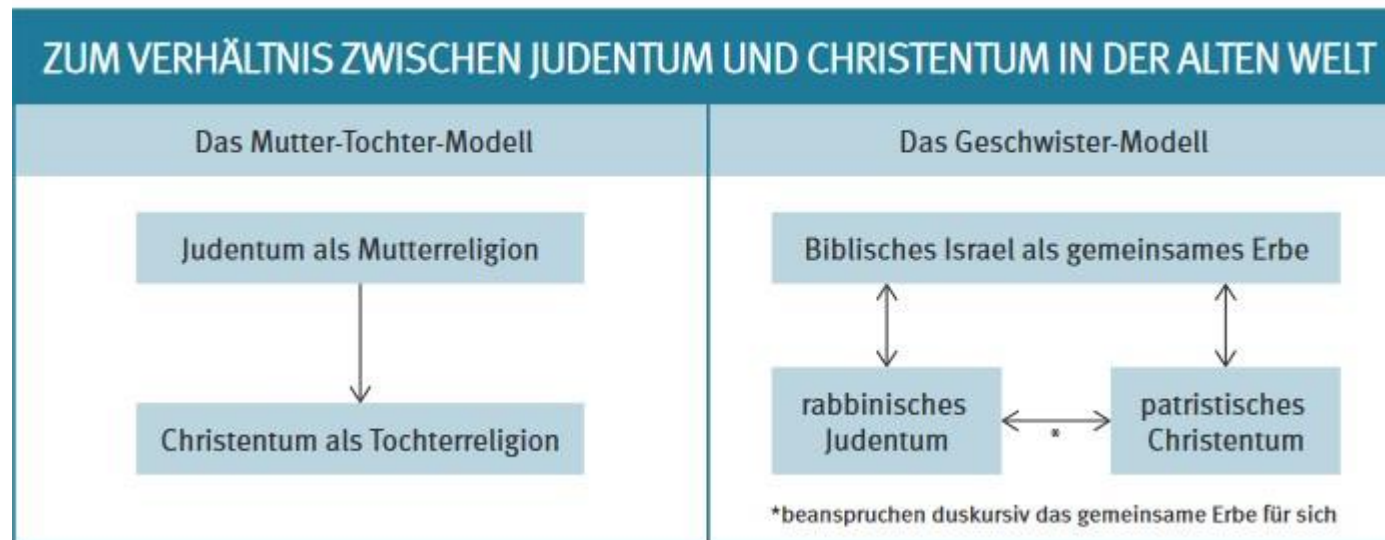 ZUM VERHÄLTNIS ZWISCHEN JUDENTUM UND CHRISTENTUM IN DER ALTEN WELT
Das Mutter-Tochter-Modell
Judentum als Mutterreligion
Christentum als Tochterreligion
Das Geschwister-Modell
Biblisches Israel als gemeinsames Erbe
rabbinisches
Judentum
*
patristisches
Christentum
*beanspruchen duskursiv das gemeinsame Erbe für sich